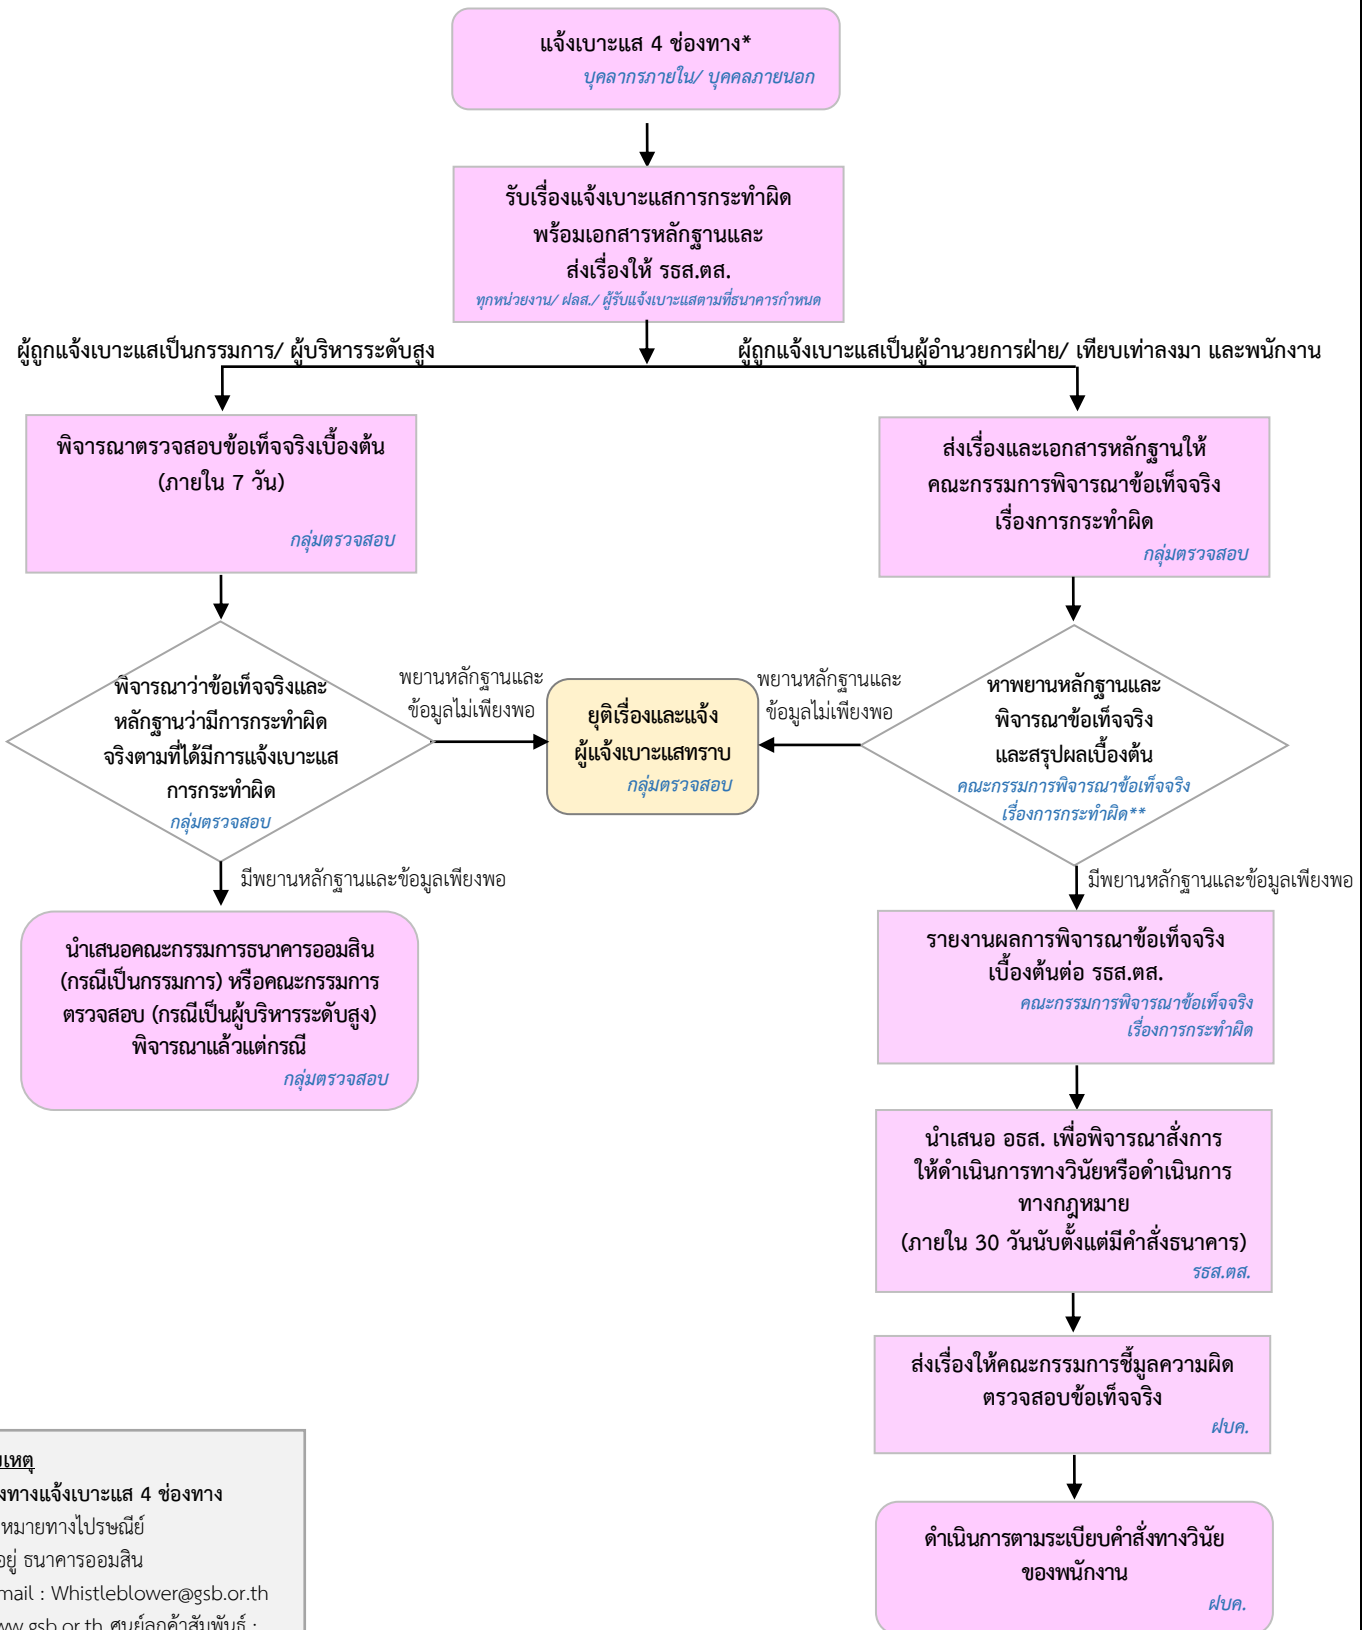 แจ้งเบาะแส 4 ช่องทาง*
บุคลากรภายใน/ บุคคลภายนอก
รับเรื่องแจ้งเบาะแสการกระทำผิด
พร้อมเอกสารหลักฐานและ
ส่งเรื่องให้ รธส.ตส.
ทุกหน่วยงาน/ ฝลส./ ผู้รับแจ้งเบาะแสตามที่ธนาคารกำหนด
ผู้ถูกแจ้งเบาะแสเป็นกรรมการ/ ผู้บริหารระดับสูง
ผู้ถูกแจ้งเบาะแสเป็นผู้อำนวยการฝ่าย/ เทียบเท่าลงมา และพนักงาน
พิจารณาตรวจสอบข้อเท็จจริงเบื้องต้น
(ภายใน 7 วัน)
กลุ่มตรวจสอบ
ส่งเรื่องและเอกสารหลักฐานให้
คณะกรรมการพิจารณาข้อเท็จจริง
เรื่องการกระทำผิด
กลุ่มตรวจสอบ
พิจารณาว่าข้อเท็จจริงและ
หลักฐานว่ามีการกระทำผิด
จริงตามที่ได้มีการแจ้งเบาะแส
การกระทำผิด
กลุ่มตรวจสอบ
พยานหลักฐานและ
ข้อมูลไม่เพียงพอ
ยุติเรื่องและแจ้ง
ผู้แจ้งเบาะแสทราบ
กลุ่มตรวจสอบ
พยานหลักฐานและ
ข้อมูลไม่เพียงพอ
หาพยานหลักฐานและ
พิจารณาข้อเท็จจริง
และสรุปผลเบื้องต้น
คณะกรรมการพิจารณาข้อเท็จจริง
เรื่องการกระทำผิด**
มีพยานหลักฐานและข้อมูลเพียงพอ
มีพยานหลักฐานและข้อมูลเพียงพอ
นำเสนอคณะกรรมการธนาคารออมสิน
(กรณีเป็นกรรมการ) หรือคณะกรรมการ
ตรวจสอบ (กรณีเป็นผู้บริหารระดับสูง)
พิจารณาแล้วแต่กรณี
กลุ่มตรวจสอบ
รายงานผลการพิจารณาข้อเท็จจริง
เบื้องต้นต่อ รธส.ตส.
คณะกรรมการพิจารณาข้อเท็จจริง
เรื่องการกระทำผิด
นำเสนอ อธส. เพื่อพิจารณาสั่งการ
ให้ดำเนินการทางวินัยหรือดำเนินการ
ทางกฎหมาย
(ภายใน 30 วันนับตั้งแต่มีคำสั่งธนาคาร)
รธส.ตส.
ส่งเรื่องให้คณะกรรมการชี้มูลความผิด
ตรวจสอบข้อเท็จจริง
ฝบค.
ดำเนินการตามระเบียบคำสั่งทางวินัย
ของพนักงาน
ฝบค.
ยเหตุ
งทางแจ้งเบาะแส 4 ช่องทาง
หมายทางไปรษณีย์
อยู่ ธนาคารออมสิน
mail : Whistleblower@gsb.or.th
ww.gsb.or.th ศูนย์ลูกค้าสัมพันธ์ :